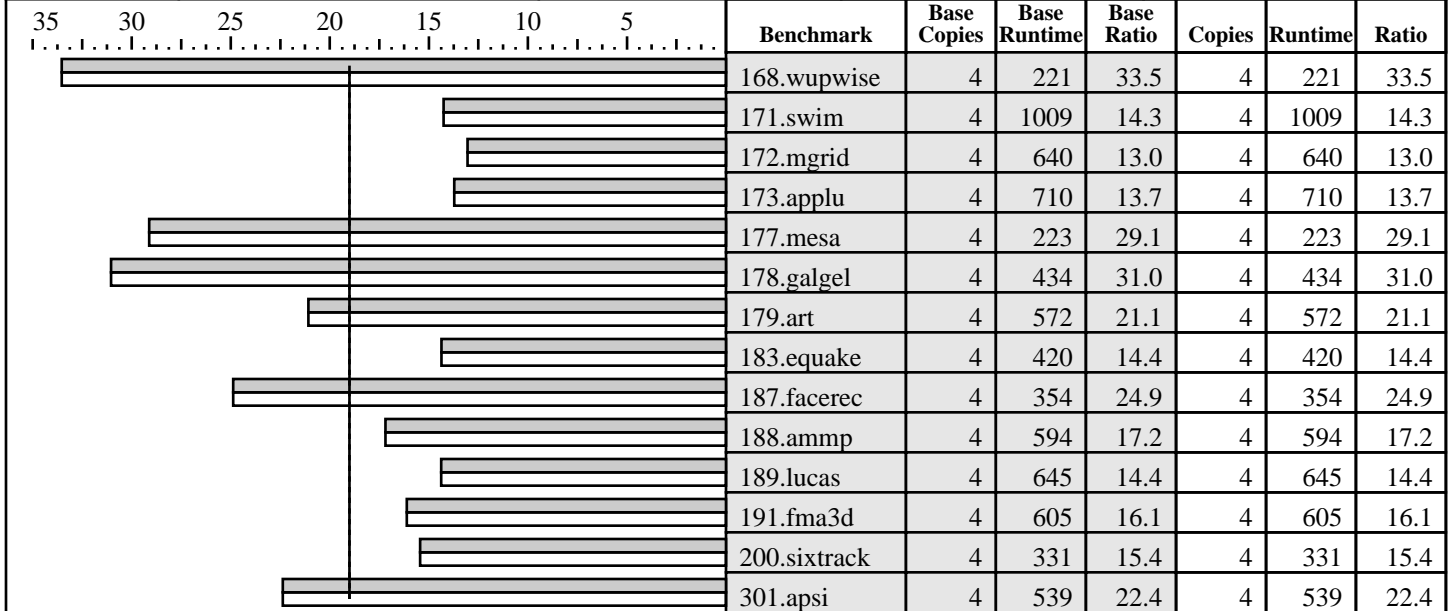 35 30 25 20 15 10 5
Benchmark Base Copies Base Runtime Base Ratio Copies Runtime Ratio
168.wupwise 4 221 33.5 4 221 33.5
171.swim 4 1009 14.3 4 1009 14.3
172.mgrid 4 640 13.0 4 640 13.0
173.applu 4 710 13.7 4 710 13.7
177.mesa 4 223 29.1 4 223 29.1
178.galgel 4 434 31.0 4 434 31.0
179.art 4 572 21.1 4 572 21.1
183.equake 4 420 14.4 4 420 14.4
187.facerec 4 354 24.9 4 354 24.9
188.ammp 4 594 17.2 4 594 17.2
189.lucas 4 645 14.4 4 645 14.4
191.fma3d 4 605 16.1 4 605 16.1
200.sixtrack 4 331 15.4 4 331 15.4
301.apsi 4 539 22.4 4 539 22.4